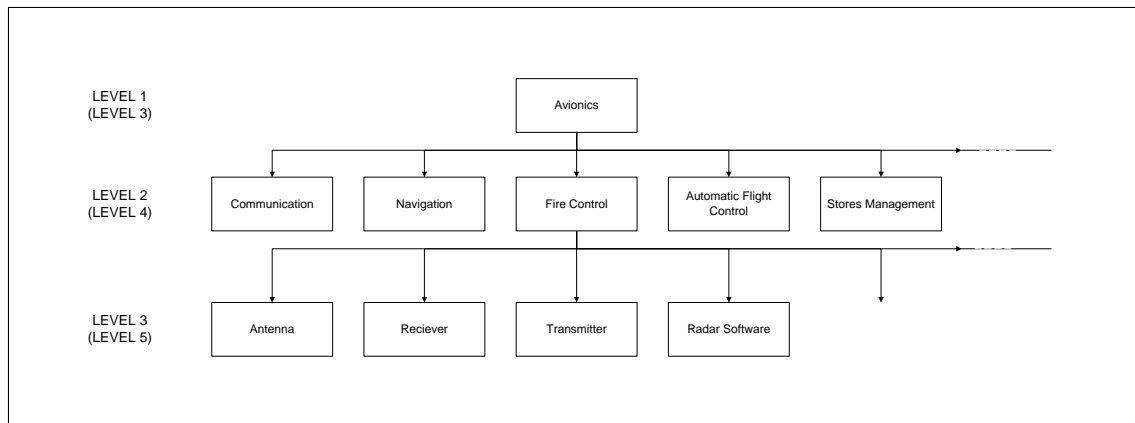 LEVEL 1
(LEVEL 3)
Avionics
LEVEL 2
(LEVEL 4)
Communication
Navigation
Fire Control
Automatic Flight
Control
Stores Management
LEVEL 3
(LEVEL 5)
Antenna
Reciever
Transmitter
Radar Software